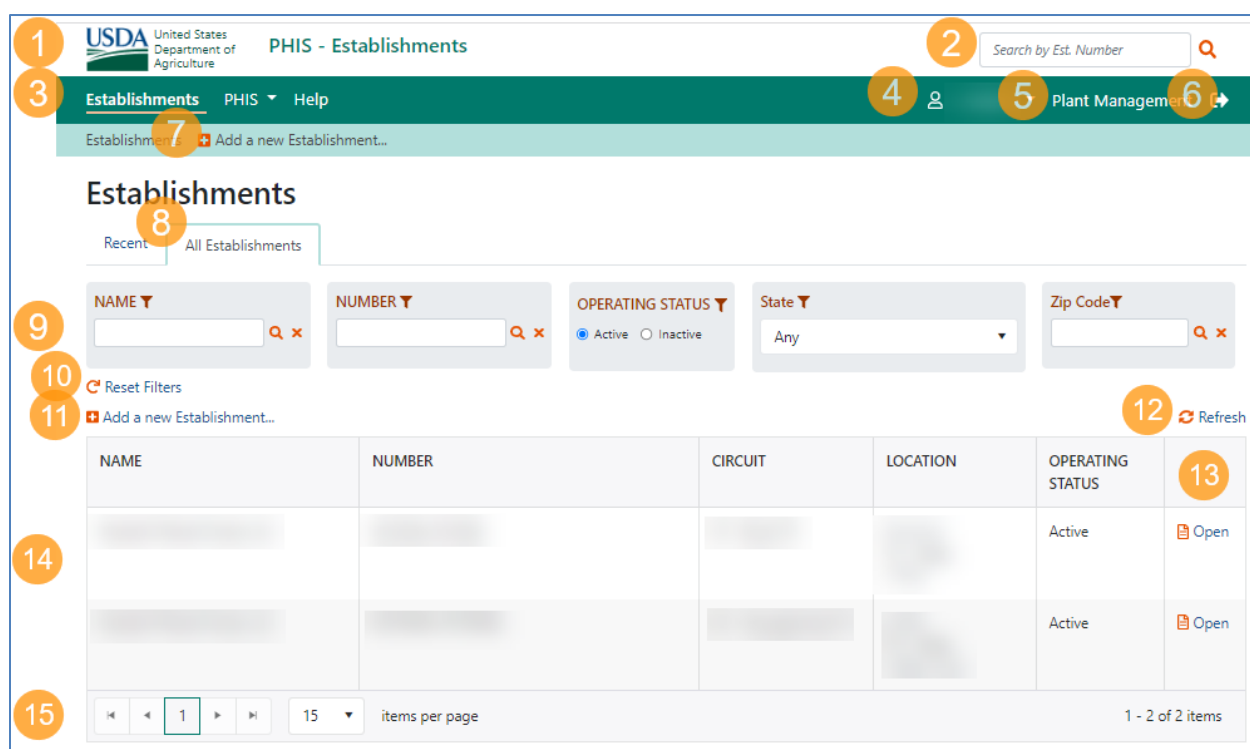 1
USDA
United States
Department of
Agriculture
PHIS - Establishments
2
Search by Est. Number
3
Establishments PHIS Help
4
5
Plant Management
6
Establishments
7
Add a new Establishment...
Establishments
8
Recent
All Establishments
9
NAME
NUMBER
OPERATING STATUS
Active Inactive
State
Any
Zip Code
10
Reset Filters
11
Add a new Establishment...
12
Refresh
NAME NUMBER CIRCUIT LOCATION OPERATING
STATUS
13
14
Active Open
Active Open
15
1 15 items per page 1 - 2 of 2 items